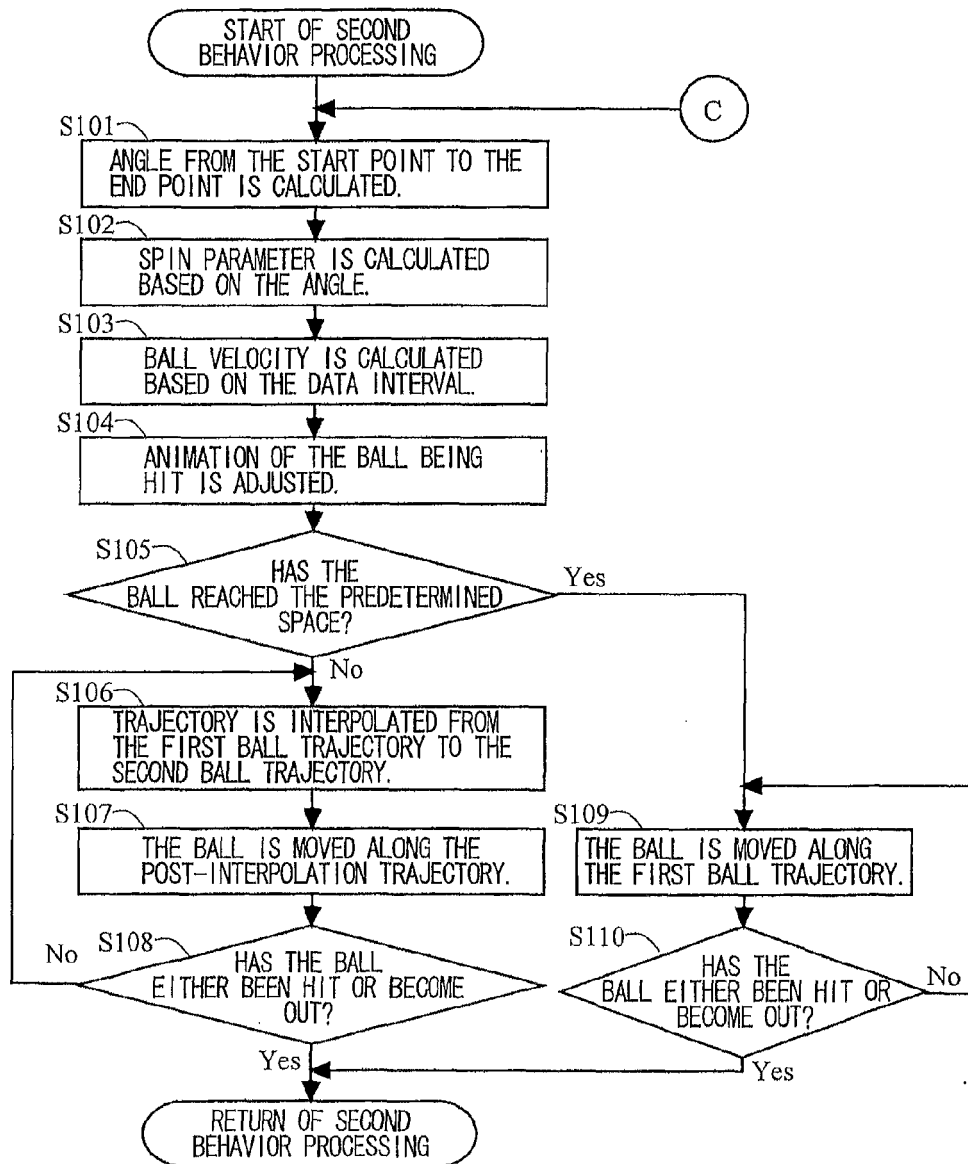 START OF SECOND
BEHAVIOR PROCESSING
C
S101
ANGLE FROM THE START POINT TO THE
END POINT IS CALCULATED.
S102
SPIN PARAMETER IS CALCULATED
BASED ON THE ANGLE.
S103
BALL VELOCITY IS CALCULATED
BASED ON THE DATA INTERVAL.
S104
ANIMATION OF THE BALL BEING
HIT IS ADJUSTED.
S105
HAS THE
BALL REACHED THE PREDETERMINED
SPACE?
Yes
No
S106
TRAJECTORY IS INTERPOLATED FROM
THE FIRST BALL TRAJECTORY TO THE
SECOND BALL TRAJECTORY.
S107
THE BALL IS MOVED ALONG THE
POST-INTERPOLATION TRAJECTORY.
S109
THE BALL IS MOVED ALONG
THE FIRST BALL TRAJECTORY.
S108
No
HAS THE BALL
EITHER BEEN HIT OR BECOME
OUT?
Yes
S110
HAS THE
BALL EITHER BEEN HIT OR
BECOME OUT?
No
Yes
RETURN OF SECOND
BEHAVIOR PROCESSING